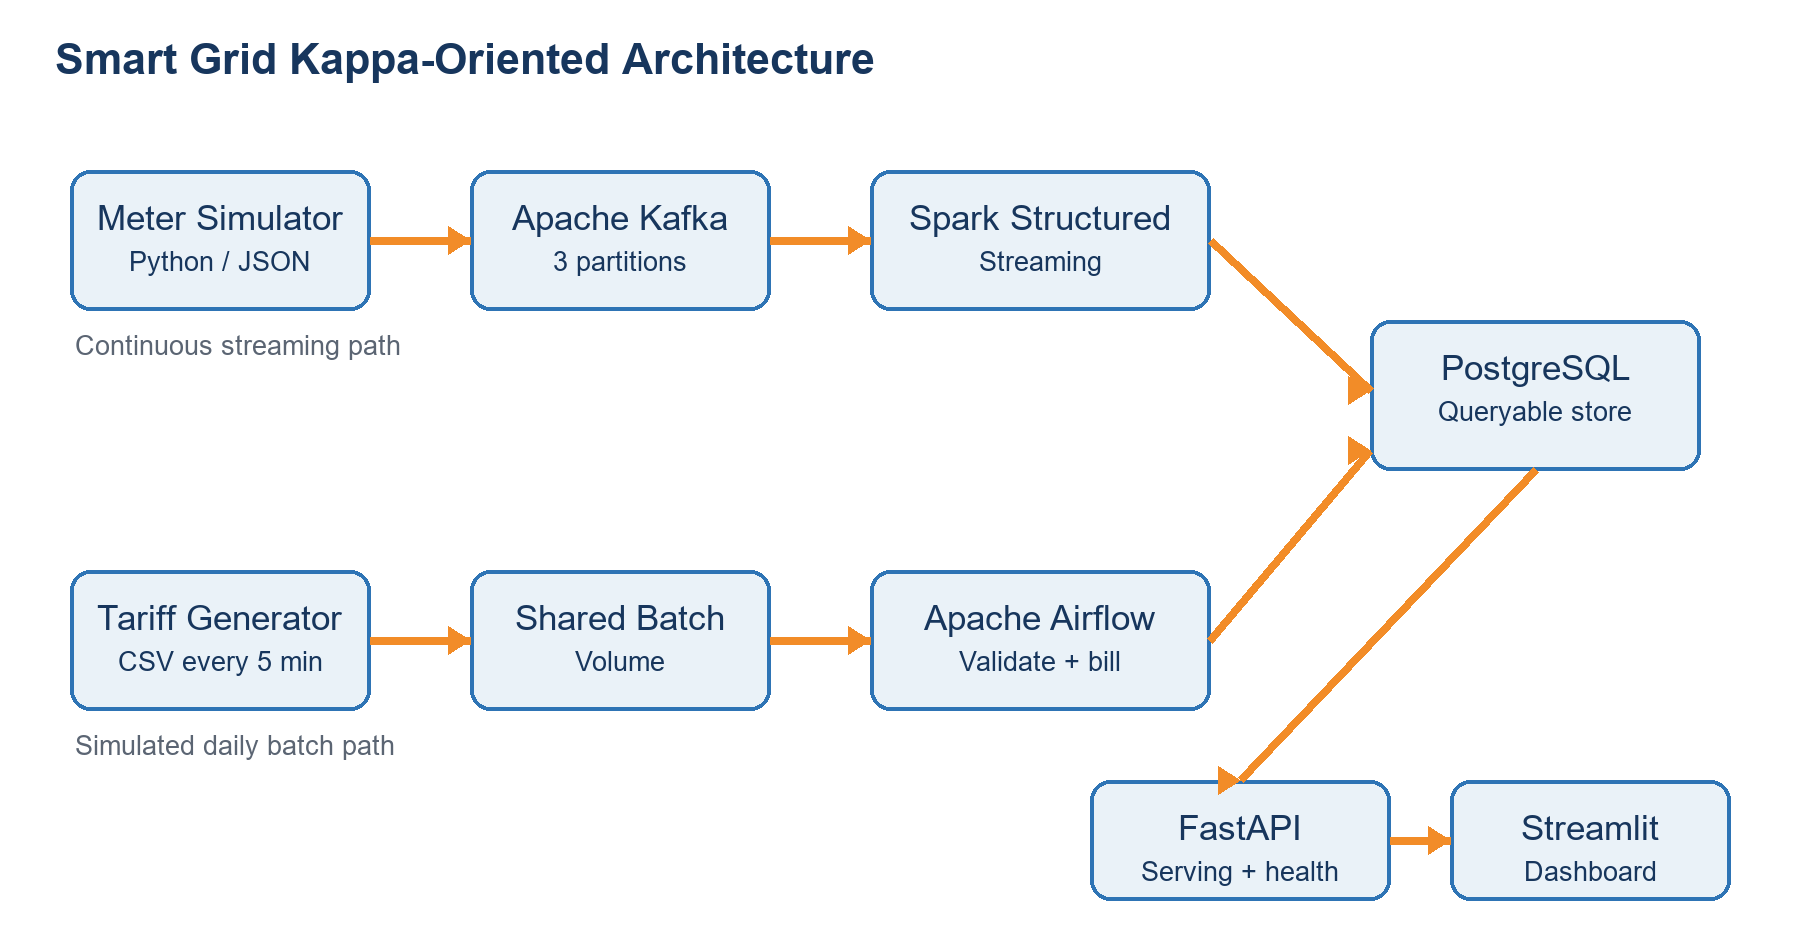 Smart Grid Kappa-Oriented Architecture
Meter Simulator
Python / JSON
Apache Kafka
3 partitions
Spark Structured
Streaming
Continuous streaming path
PostgreSQL
Queryable store
Tariff Generator
CSV every 5 min
Shared Batch
Volume
Apache Airflow
Validate + bill
Simulated daily batch path
FastAPI
Serving + health
Streamlit
Dashboard